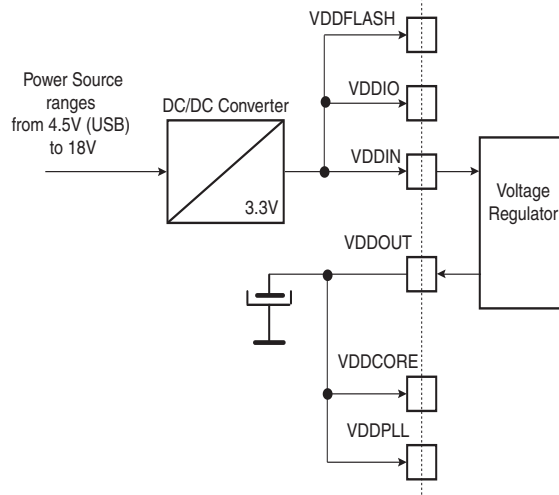 VDDFLASH
Power Source
ranges
from 4.5V (USB)
to 18V
DC/DC Converter
VDDIO
VDDIN
3.3V
Voltage
Regulator
VDDOUT
VDDCORE
VDDPLL